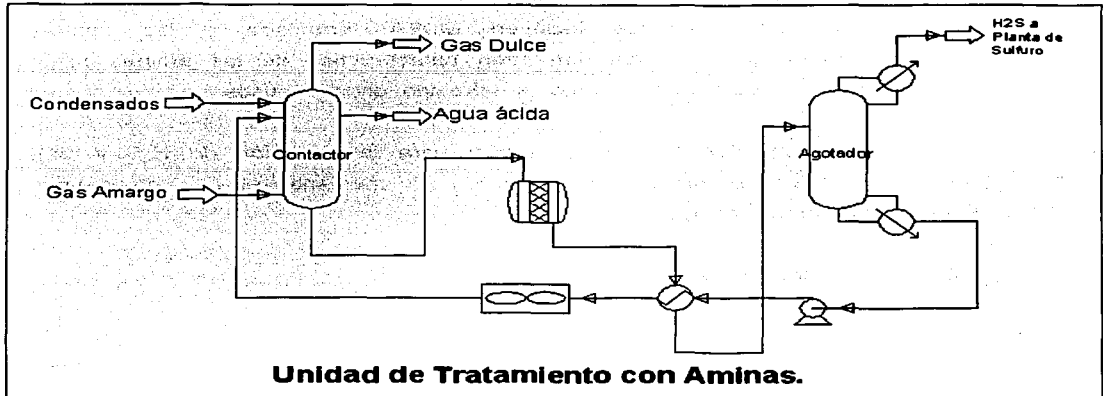 Gas Dulce
H2S a
Planta de
Sulfuro
Condensados
Agua ácida
Contactor
Agotador
Gas Amargo
Unidad de Tratamiento con Aminas.